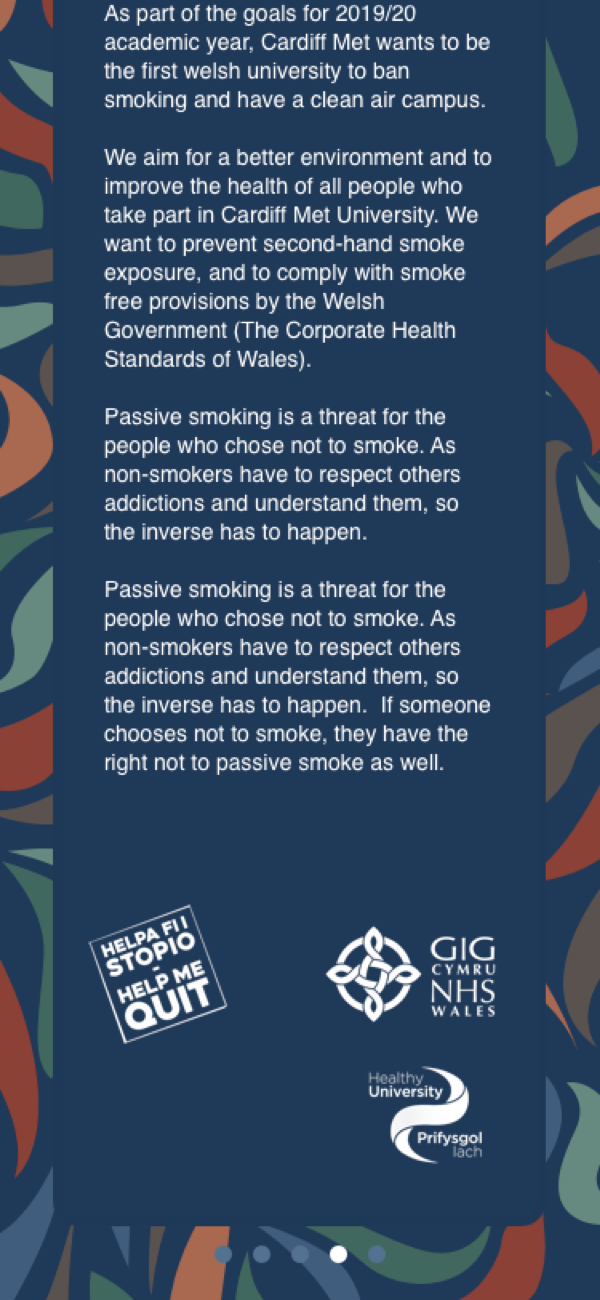 As part of the goals for 2019/20
academic year, Cardiff Met wants to be
the first welsh university to ban
smoking and have a clean air campus.
We aim for a better environment and to
improve the health of all people who
take part in Cardiff Met University. We
want to prevent second-hand smoke
exposure, and to comply with smoke
free provisions by the Welsh
Government (The Corporate Health
Standards of Wales).
Passive smoking is a threat for the
people who chose not to smoke. As
non-smokers have to respect others
addictions and understand them, so
the inverse has to happen.
Passive smoking is a threat for the
people who chose not to smoke. As
non-smokers have to respect others
addictions and understand them, so
the inverse has to happen.  If someone
chooses not to smoke, they have the
right not to passive smoke as well.
HELPA FI I
STOPIO
-
HELP ME
QUIT
GIG
CYMRU
NHS
WALES
Healthy
University
Prifysgol
Iach